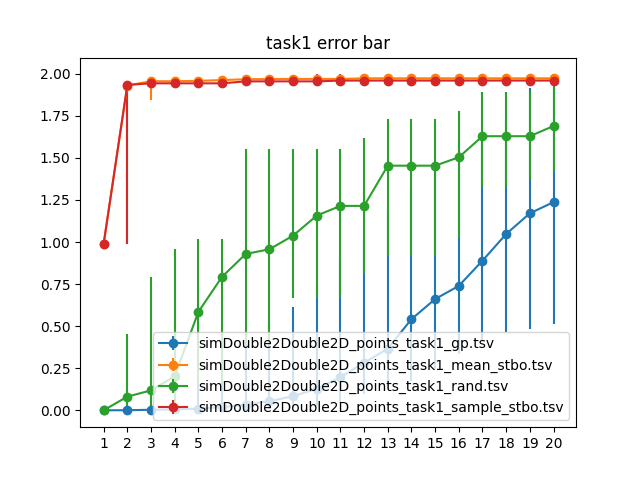 task1 error bar
2.00
1.75
1.50
1.25
1.00
0.75
0.50
0.25
0.00
simDouble2Double2D_points_task1_gp.tsv
simDouble2Double2D_points_task1_mean_stbo.tsv
simDouble2Double2D_points_task1_rand.tsv
simDouble2Double2D_points_task1_sample_stbo.tsv
1 2 3 4 5 6 7 8 9 10 11 12 13 14 15 16 17 18 19 20